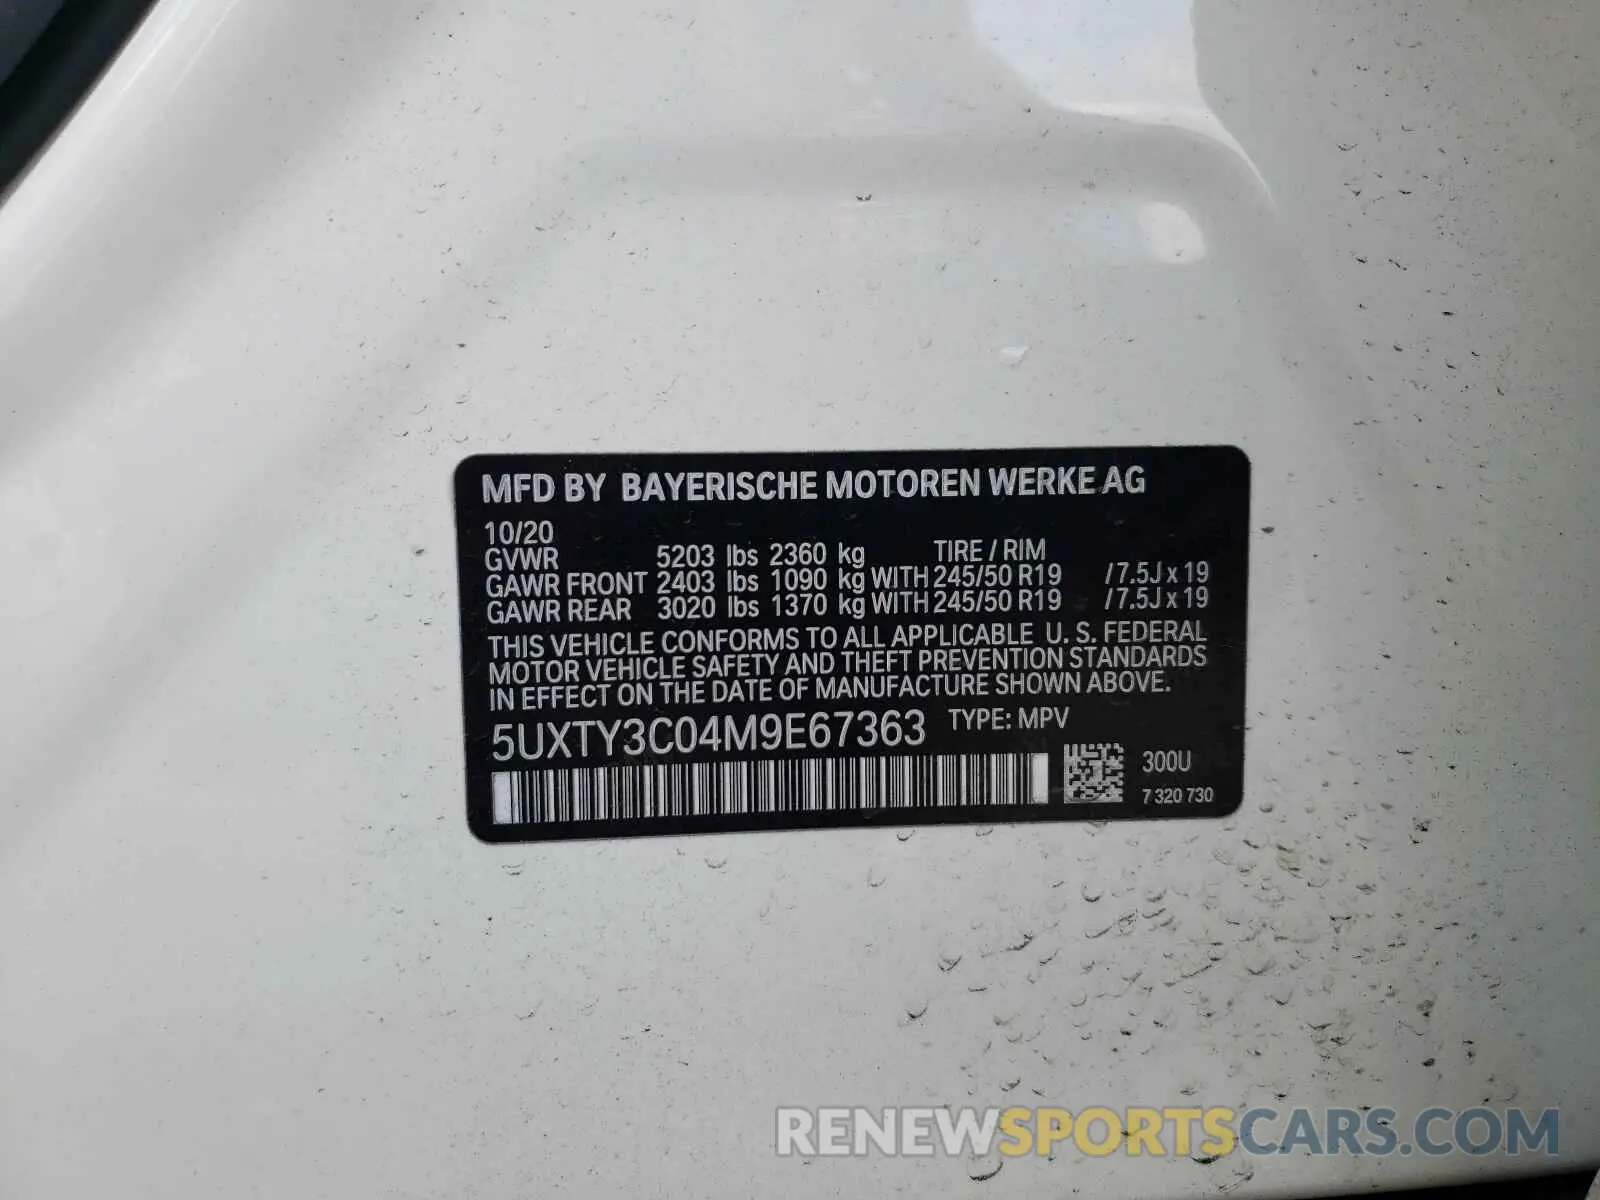 MFD BY BAYERISCHE MOTOREN WERKE AG
10/20
GVWR 5203 lbs 2360 kg TIRE / RIM
GAWR FRONT 2403 lbs 1090 kg WITH 245/50 R19 / 7.5J x 19
GAWR REAR 3020 lbs 1370 kg WITH 245/50 R19 / 7.5J x 19
THIS VEHICLE CONFORMS TO ALL APPLICABLE U. S. FEDERAL
MOTOR VEHICLE SAFETY AND THEFT PREVENTION STANDARDS
IN EFFECT ON THE DATE OF MANUFACTURE SHOWN ABOVE.
5UXTY3C04M9E67363 TYPE: MPV
300U
7 320 730
RENEWSPORTSCARS.COM